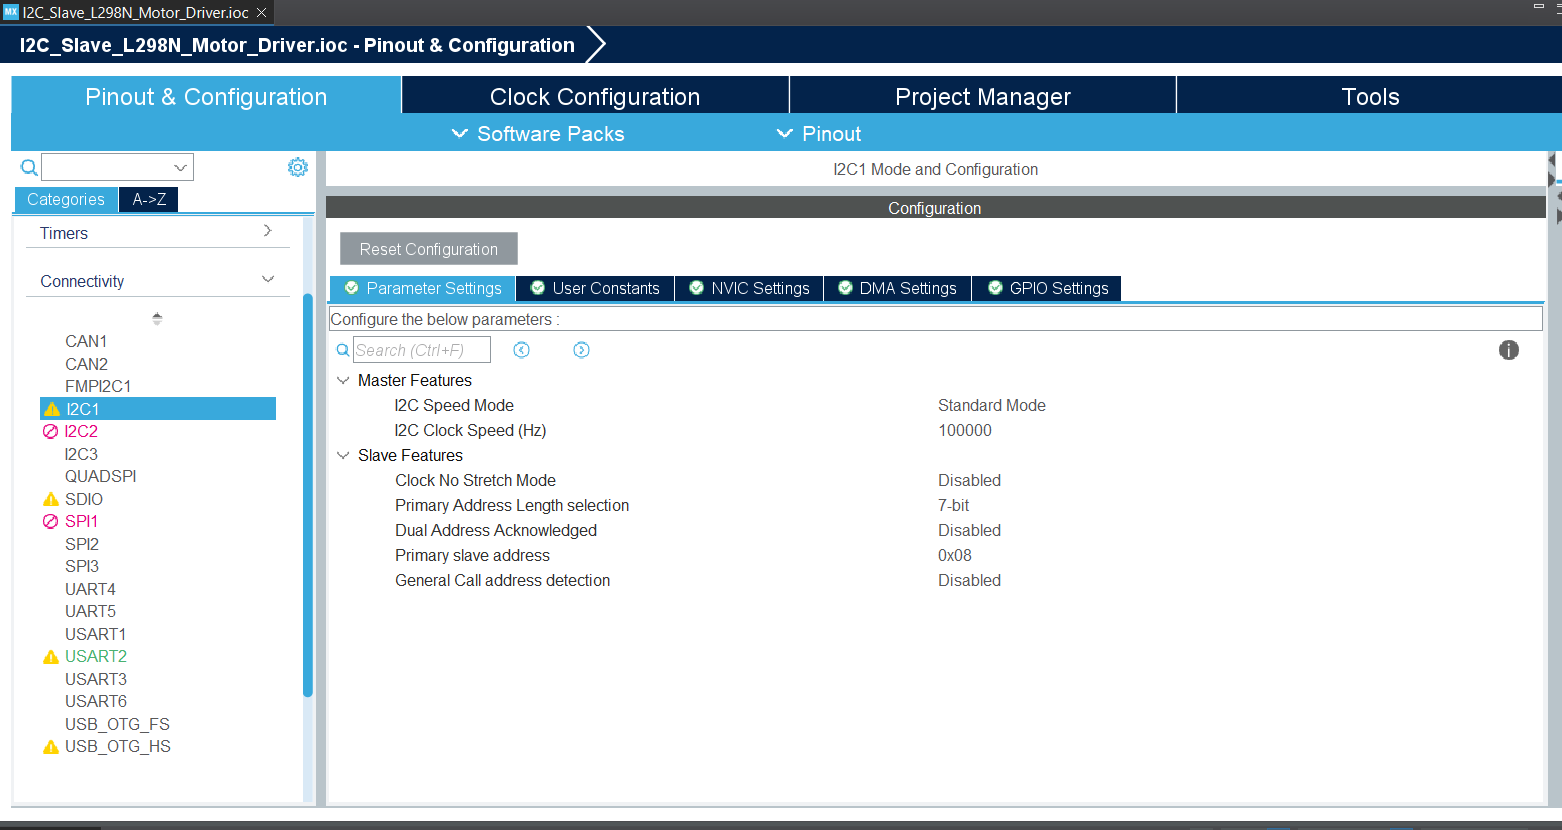 MX I2C_Slave_L298N_Motor_Driver.ioc
I2C_Slave_L298N_Motor_Driver.ioc - Pinout & Configuration
Pinout & Configuration
Clock Configuration
Project Manager
Tools
Software Packs
Pinout
Categories
A->Z
Timers
Connectivity
CAN1
CAN2
FMPI2C1
I2C1
I2C2
I2C3
QUADSPI
SDIO
SPI1
SPI2
SPI3
UART4
UART5
USART1
USART2
USART3
USART6
USB_OTG_FS
USB_OTG_HS
I2C1 Mode and Configuration
Configuration
Reset Configuration
Parameter Settings
User Constants
NVIC Settings
DMA Settings
GPIO Settings
Configure the below parameters :
Search (Ctrl+F)
i
Master Features
I2C Speed Mode Standard Mode
I2C Clock Speed (Hz) 100000
Slave Features
Clock No Stretch Mode Disabled
Primary Address Length selection 7-bit
Dual Address Acknowledged Disabled
Primary slave address 0x08
General Call address detection Disabled